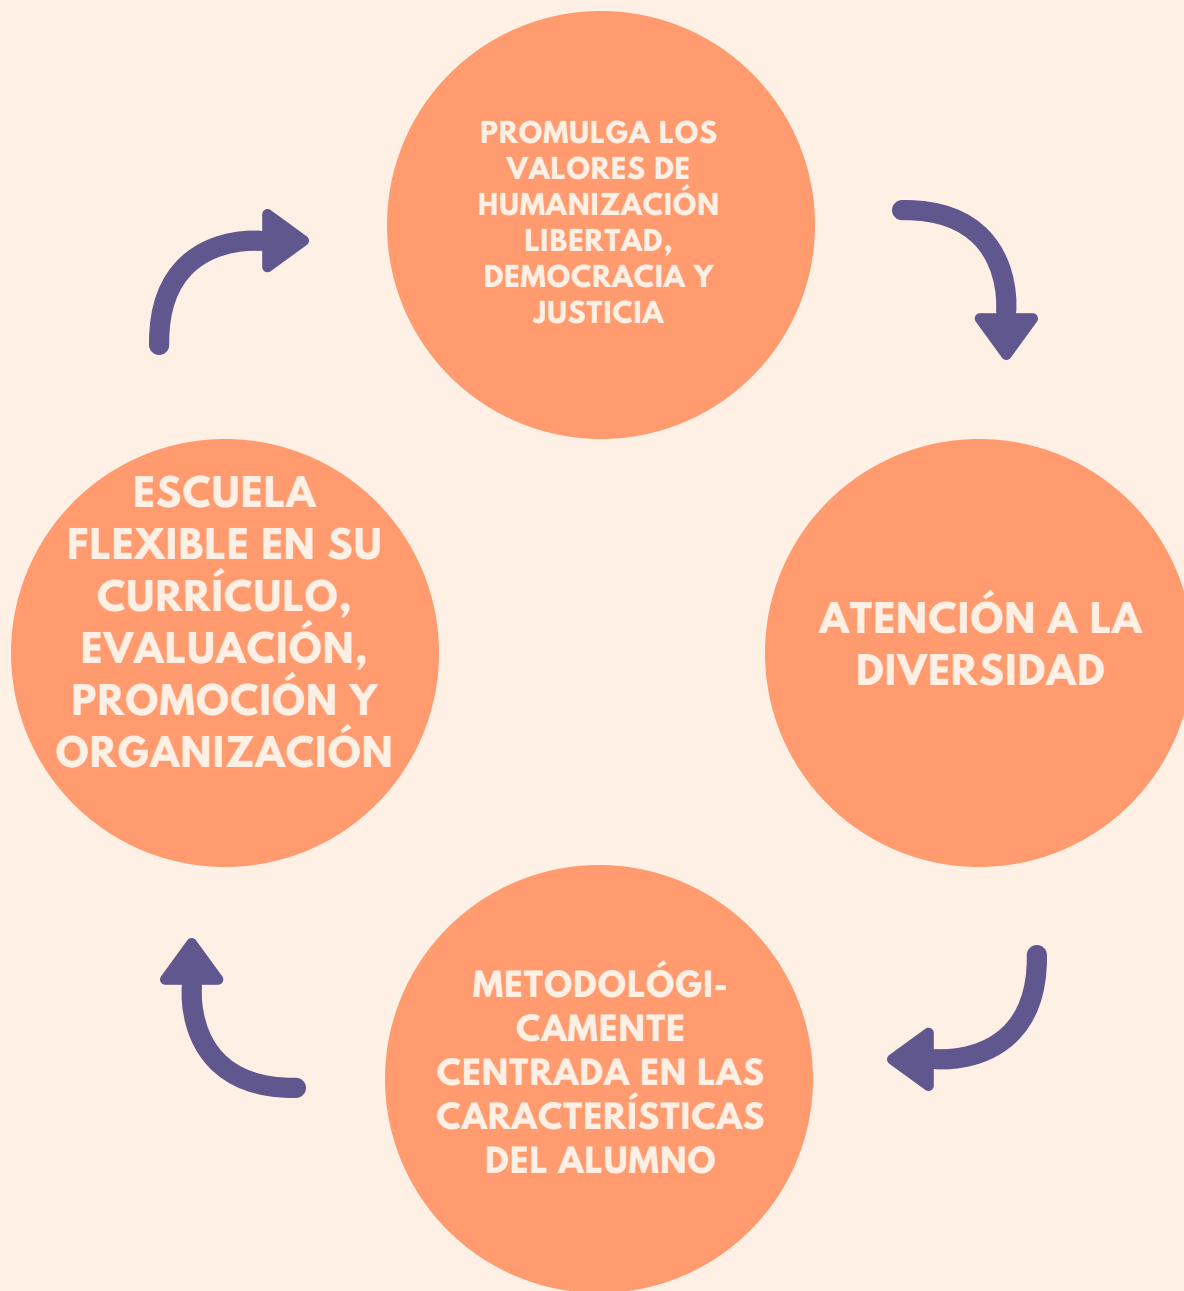 PROMULGA LOS
VALORES DE
HUMANIZACIÓN
LIBERTAD,
DEMOCRACIA Y
JUSTICIA
ESCUELA
FLEXIBLE EN SU
CURRÍCULO,
EVALUACIÓN,
PROMOCIÓN Y
ORGANIZACIÓN
ATENCIÓN A LA
DIVERSIDAD
METODOLÓGI-
CAMENTE
CENTRADA EN LAS
CARACTERÍSTICAS
DEL ALUMNO